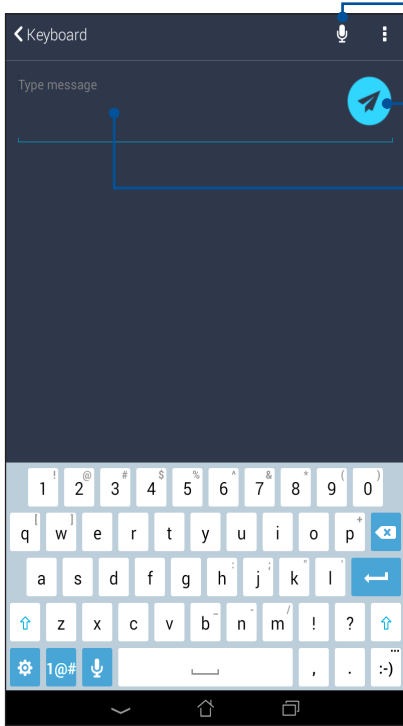 Keyboard
Type message
! @ # $ % ^ & * ( )
1 2 3 4 5 6 7 8 9 0
[ ] +
q w e r t y u i o p
: ; " '
a s d f g h j k l
_ - /
z x c v b n m ! ?
...
1@# , . :-)